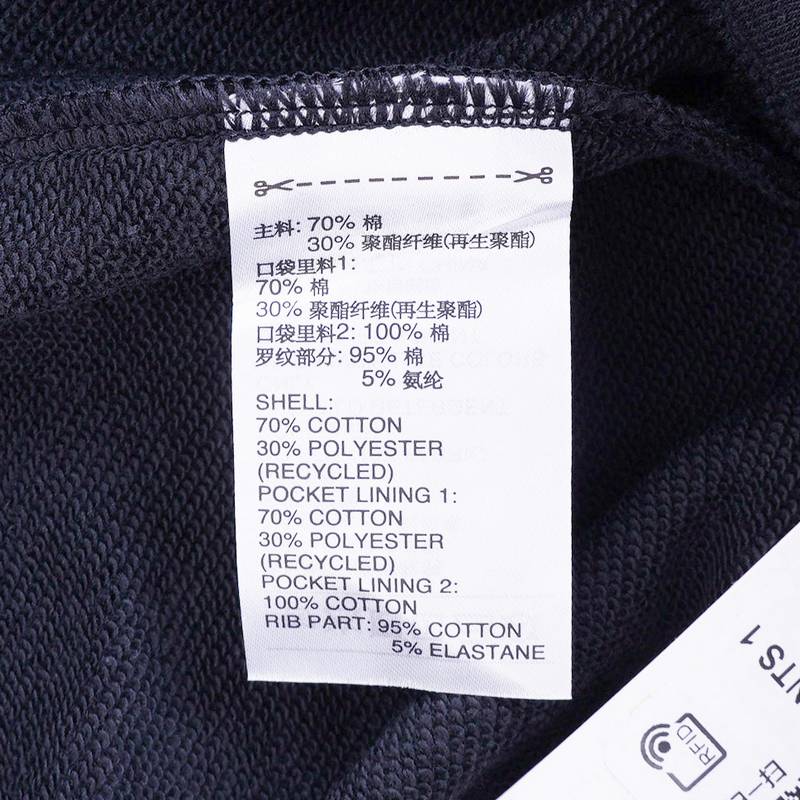 主料: 70% 棉
30% 聚酯纤维(再生聚酯)
口袋里料1:
70% 棉
30% 聚酯纤维(再生聚酯)
口袋里料2: 100% 棉
罗纹部分: 95% 棉
5% 氨纶
SHELL:
70% COTTON
30% POLYESTER
(RECYCLED)
POCKET LINING 1:
70% COTTON
30% POLYESTER
(RECYCLED)
POCKET LINING 2:
100% COTTON
RIB PART: 95% COTTON
5% ELASTANE
1
RFID